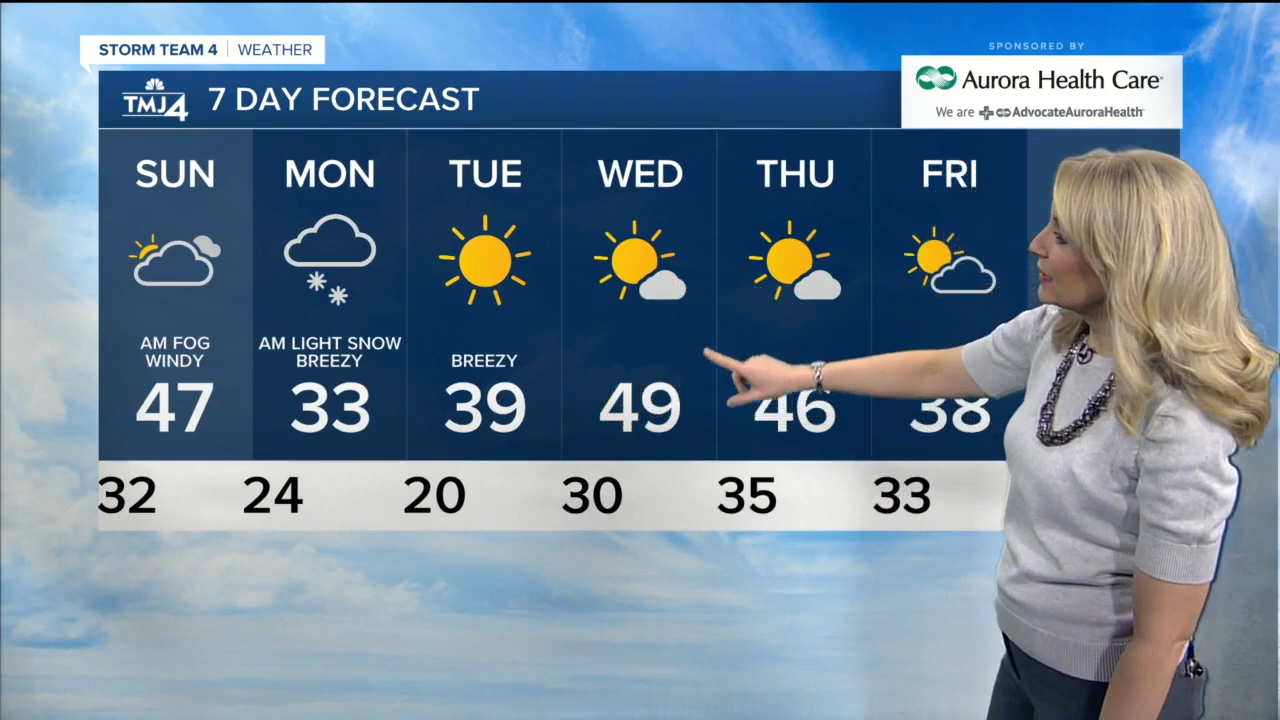 STORM TEAM 4 | WEATHER
SPONSORED BY
Aurora Health Care®
We are AdvocateAuroraHealth
TMJ4 7 DAY FORECAST
SUN MON TUE WED THU FRI
AM FOG AM LIGHT SNOW
WINDY BREEZY BREEZY
47 33 39 49 46 38
32 24 20 30 35 33